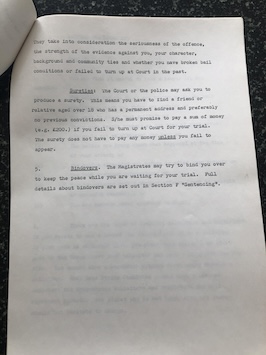 They take into consideration the seriousness of the offence,
the strength of the evidence against you, your character,
background and community ties and whether you have broken bail
conditions or failed to turn up at Court in the past.
Sureties: The Court or the police may ask you to
produce a surety. This means you have to find a friend or
relative aged over 18 who has a permanent address and preferably
no previous convictions. S/he must promise to pay a sum of money
(e.g. £200.) if you fail to turn up at Court for your trial.
The surety does not have to pay any money unless you fail to
appear.
5. Bindovers. The Magistrates may try to bind you over
to keep the peace while you are waiting for your trial. Full
details about bindovers are set out in Section F "Sentencing".